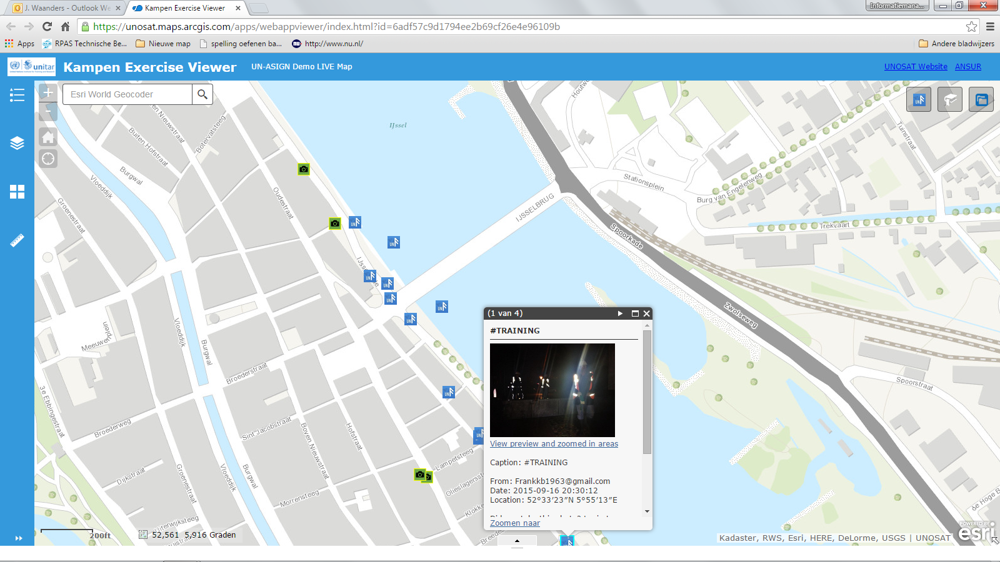 J. Waanders - Outlook We
Kampen Exercise Viewer
Informatiemana...
https://unosat.maps.arcgis.com/apps/webappviewer/index.html?id=6adf57c9d1794ee2b69cf26e4e96109b
Apps
RPAS Technische Be...
Nieuwe map
spelling oefenen ba...
http://www.nu.nl/
Andere bladwijzers
unitar
Kampen Exercise Viewer
UN-ASIGN Demo LIVE Map
UNOSAT Website
ANSUR
Esri World Geocoder
IJssel
Houtw
Tuinstraat
en Nieuwstraat
Botervatsteeg
Buiten Hofstraat
Burgwal
Vloeddijk
Groenestraat
Oudestraat
Stationsplein
Burg van Engelenweg
IJSSELBRUG
Trekvaart
Spoorkade
Zwolseweg
Meeuwen
plein
Vloeddijk
Burgwal
Broederstraat
3e Ebbingestraat
Broederweg
Sint Jacobstraat
Boven Nieuwstraat
Hofstraat
Lampetsteeg
Olieslagersst
Dijkstraat
Groenestraat
Vloeddijk
Burgwal
Morrensteeg
Klokke
Uiterwijksteeg
Breedes
Spoorstraat
de Hoge B
(1 van 4)
#TRAINING
View preview and zoomed in areas
Caption: #TRAINING
From: Frankkb1963@gmail.com
Date: 2015-09-16 20:30:12
Location: 52°33'23"N 5°55'13"E
Zoomen naar
200ft
52,561 5,916 Graden
Kadaster, RWS, Esri, HERE, DeLorme, USGS | UNOSAT
POWERED BY
esri